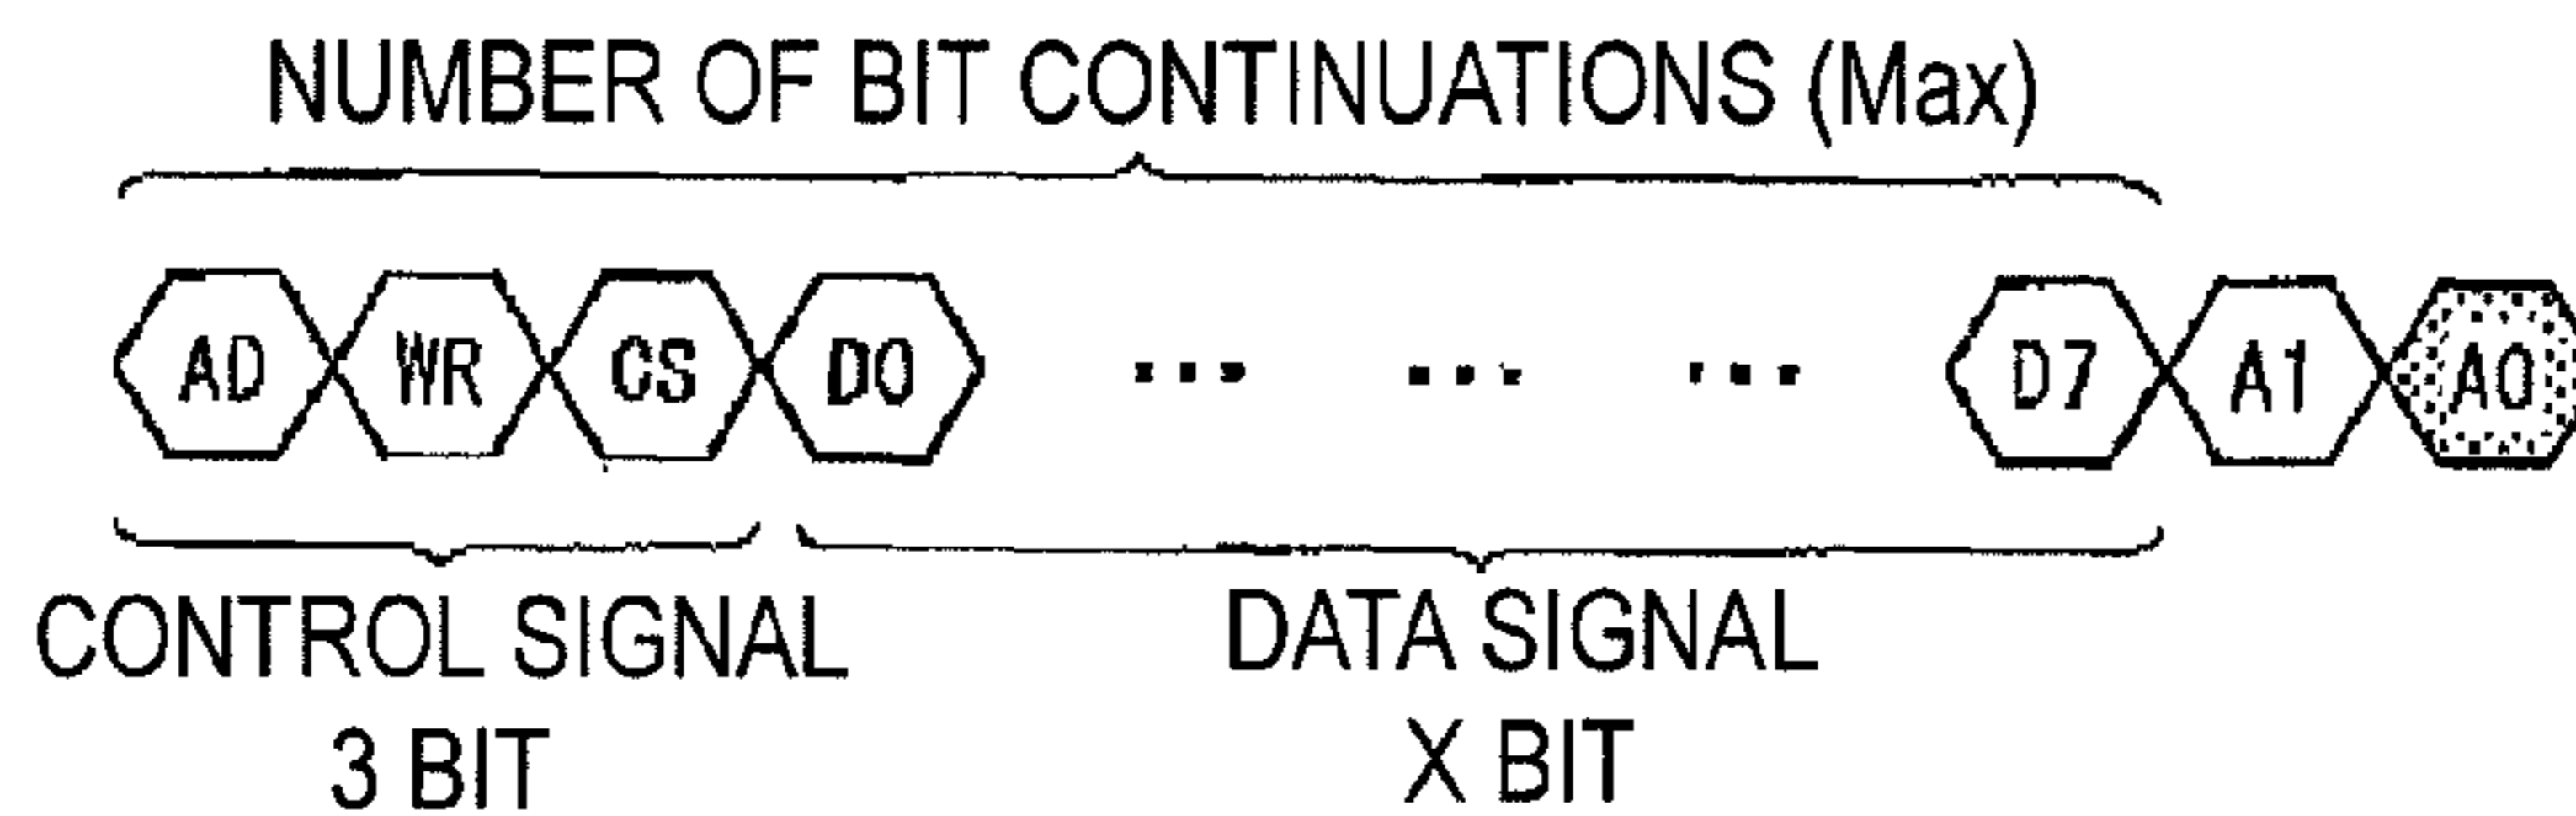 NUMBER OF BIT CONTINUATIONS (Max)
AD WR CS D0 ... ... ... D7 A1 A0
CONTROL SIGNAL DATA SIGNAL
3 BIT X BIT